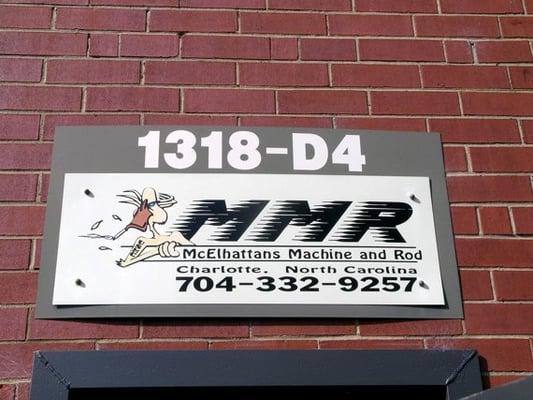 1318-D4
MMR
McElhattans Machine and Rod
Charlotte, North Carolina
704-332-9257